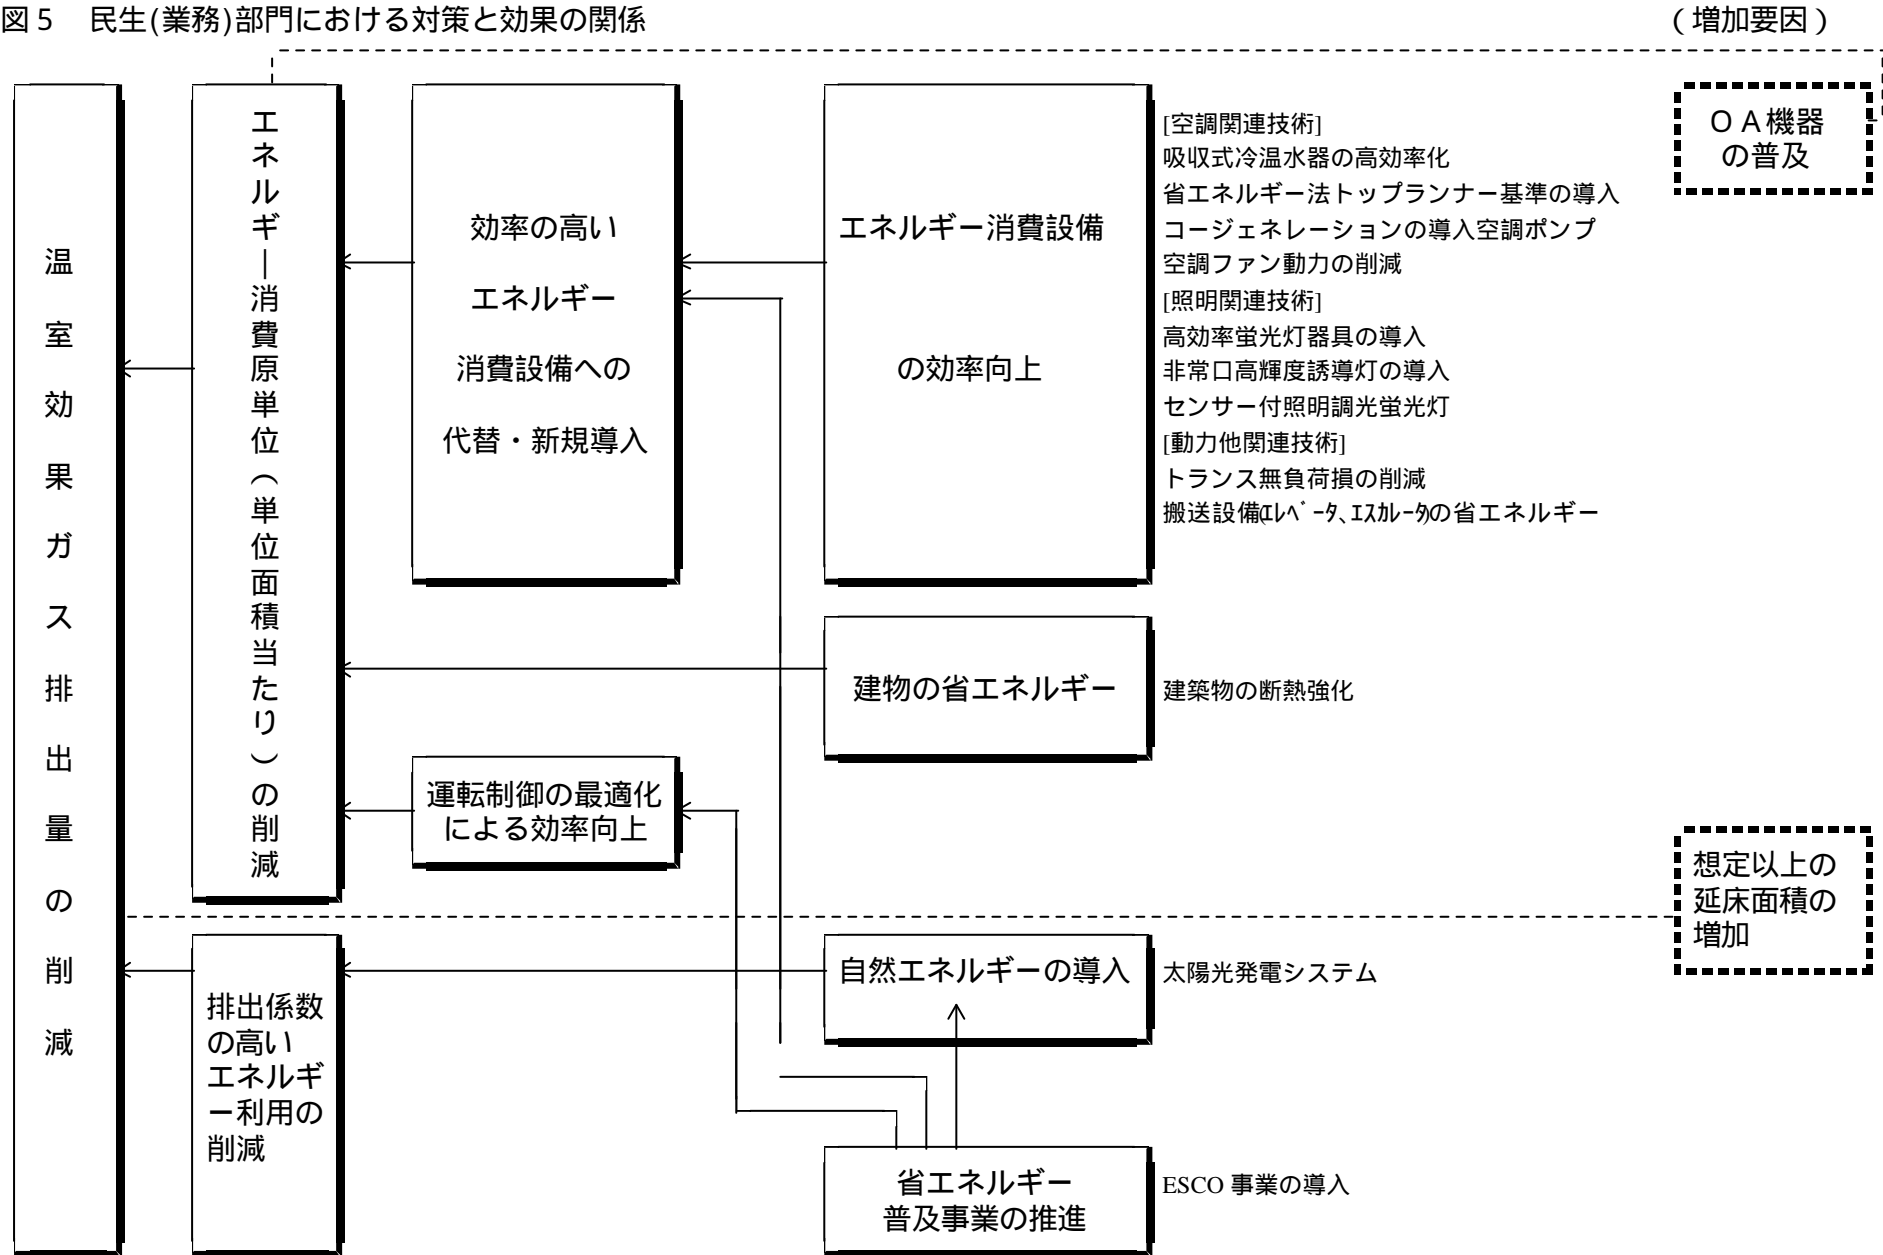 図5 民生(業務)部門における対策と効果の関係
(増加要因)
温室効果ガス排出量の削減
エネルギー消費原単位(単位面積当たり)の削減
効率の高い
エネルギー
消費設備への
代替・新規導入
エネルギー消費設備
の効率向上
[空調関連技術]
吸収式冷温水器の高効率化
省エネルギー法トップランナー基準の導入
コージェネレーションの導入空調ポンプ
空調ファン動力の削減
[照明関連技術]
高効率蛍光灯器具の導入
非常口高輝度誘導灯の導入
センサー付照明調光蛍光灯
[動力他関連技術]
トランス無負荷損の削減
搬送設備(エレベータ、エスカレータ)の省エネルギー
OA機器
の普及
建物の省エネルギー
建築物の断熱強化
運転制御の最適化
による効率向上
想定以上の
延床面積の
増加
排出係数
の高い
エネルギ
ー利用の
削減
自然エネルギーの導入
太陽光発電システム
省エネルギー
普及事業の推進
ESCO 事業の導入